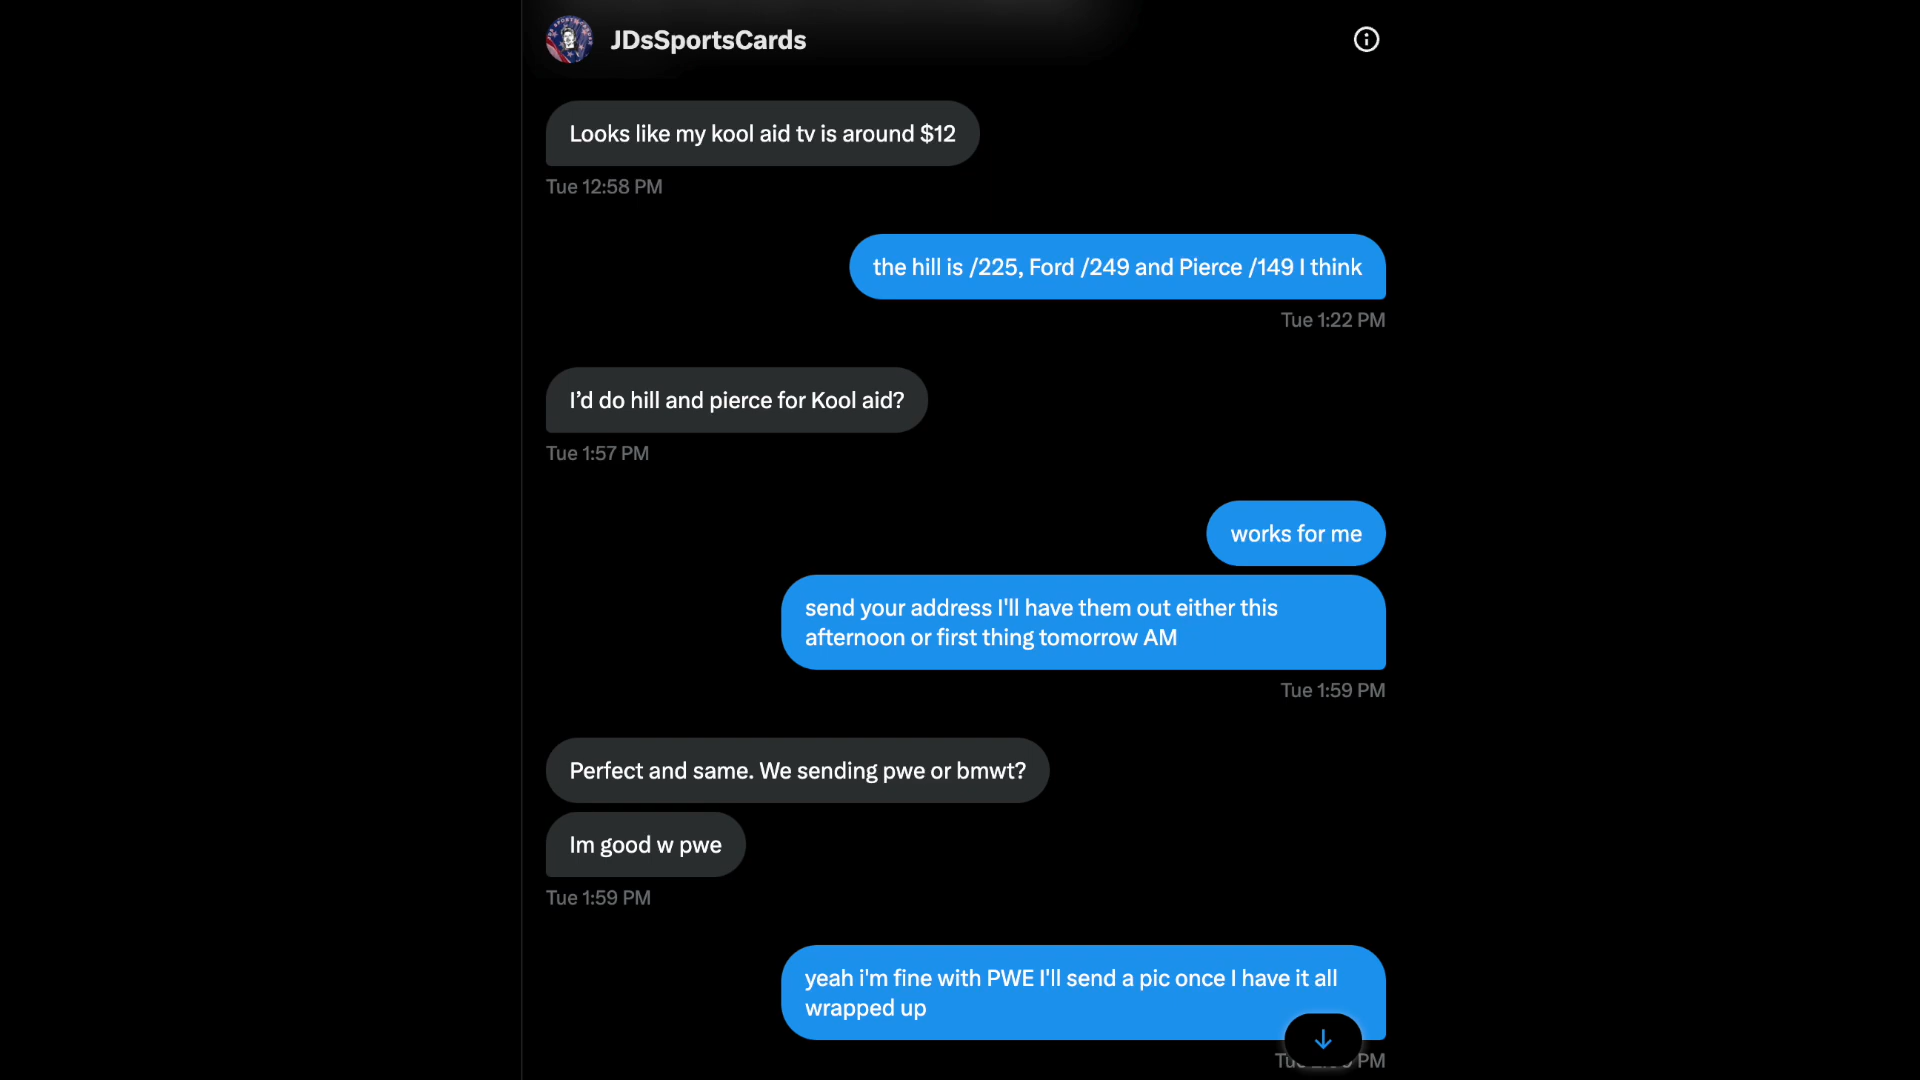 JDsSportsCards
Looks like my kool aid tv is around $12
Tue 12:58 PM
the hill is /225, Ford /249 and Pierce /149 I think
Tue 1:22 PM
I’d do hill and pierce for Kool aid?
Tue 1:57 PM
works for me
send your address I'll have them out either this
afternoon or first thing tomorrow AM
Tue 1:59 PM
Perfect and same. We sending pwe or bmwt?
Im good w pwe
Tue 1:59 PM
yeah i'm fine with PWE I'll send a pic once I have it all
wrapped up
PM